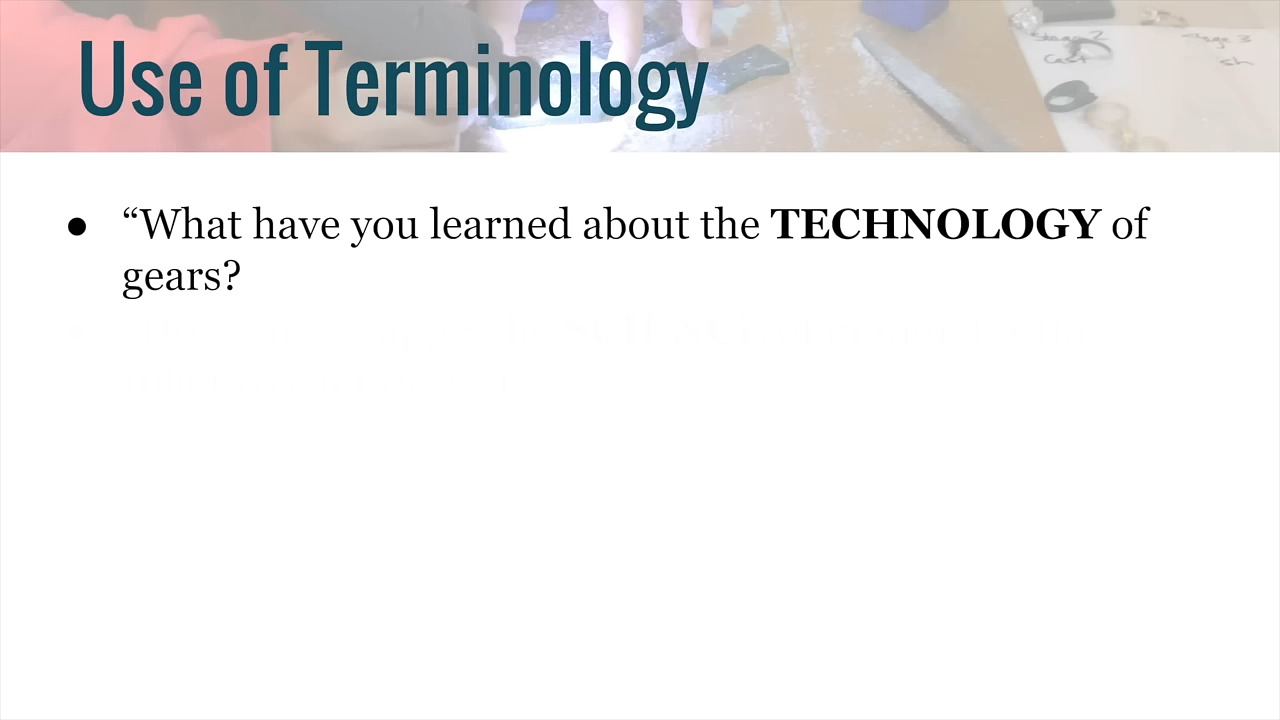 Use of Terminology
● “What have you learned about the TECHNOLOGY of
gears?